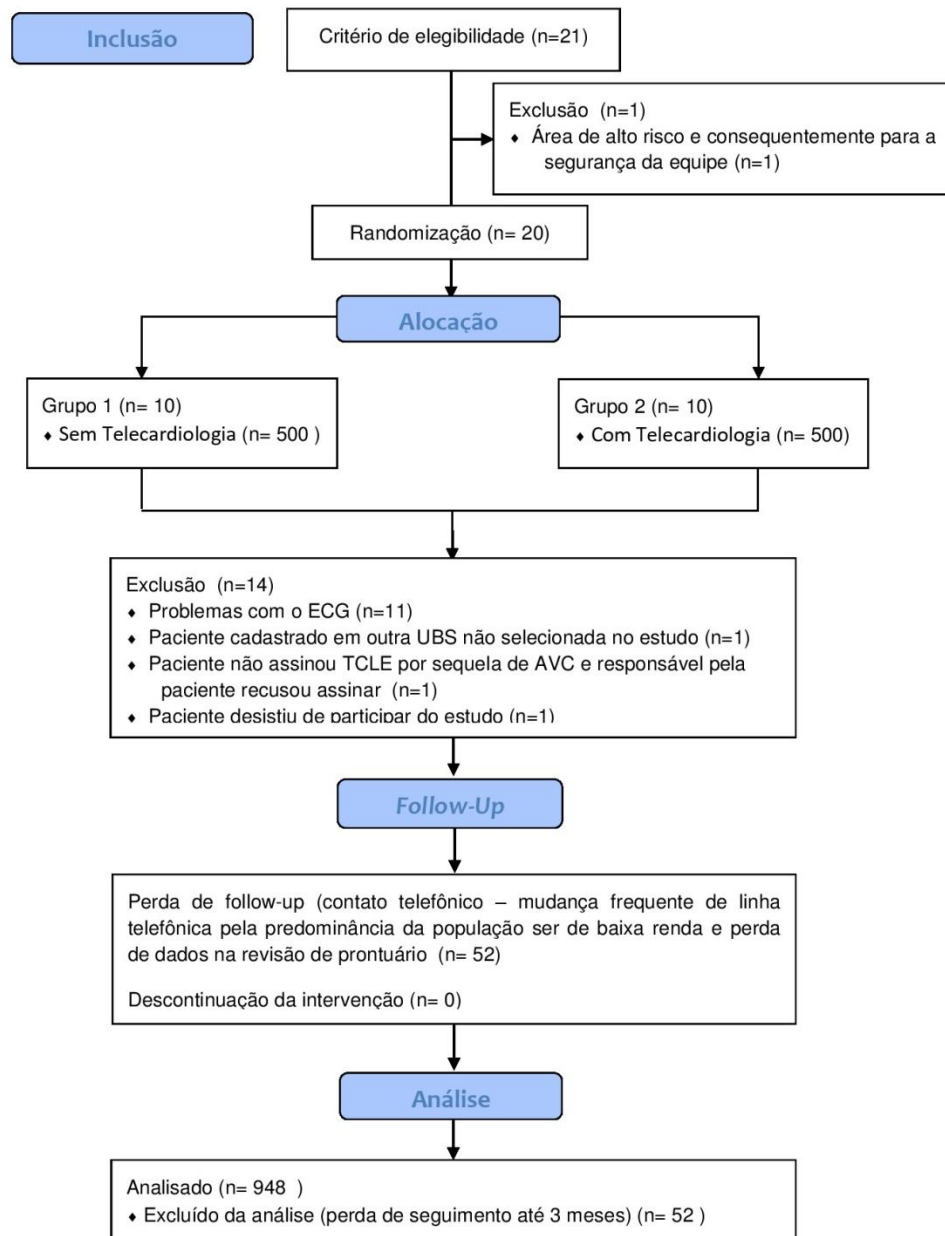 Inclusão
Critério de elegibilidade (n=21)
Exclusão (n=1)
♦ Área de alto risco e consequentemente para a
segurança da equipe (n=1)
Randomização (n= 20)
Alocação
Grupo 1 (n= 10)
♦ Sem Telecardiologia (n= 500 )
Grupo 2 (n= 10)
♦ Com Telecardiologia (n= 500)
Exclusão (n=14)
♦ Problemas com o ECG (n=11)
♦ Paciente cadastrado em outra UBS não selecionada no estudo (n=1)
♦ Paciente não assinou TCLE por sequela de AVC e responsável pela
paciente recusou assinar (n=1)
♦ Paciente desistiu de participar do estudo (n=1)
Follow-Up
Perda de follow-up (contato telefônico – mudança frequente de linha
telefônica pela predominância da população ser de baixa renda e perda
de dados na revisão de prontuário (n= 52)
Descontinuação da intervenção (n= 0)
Análise
Analisado (n= 948 )
♦ Excluído da análise (perda de seguimento até 3 meses) (n= 52 )